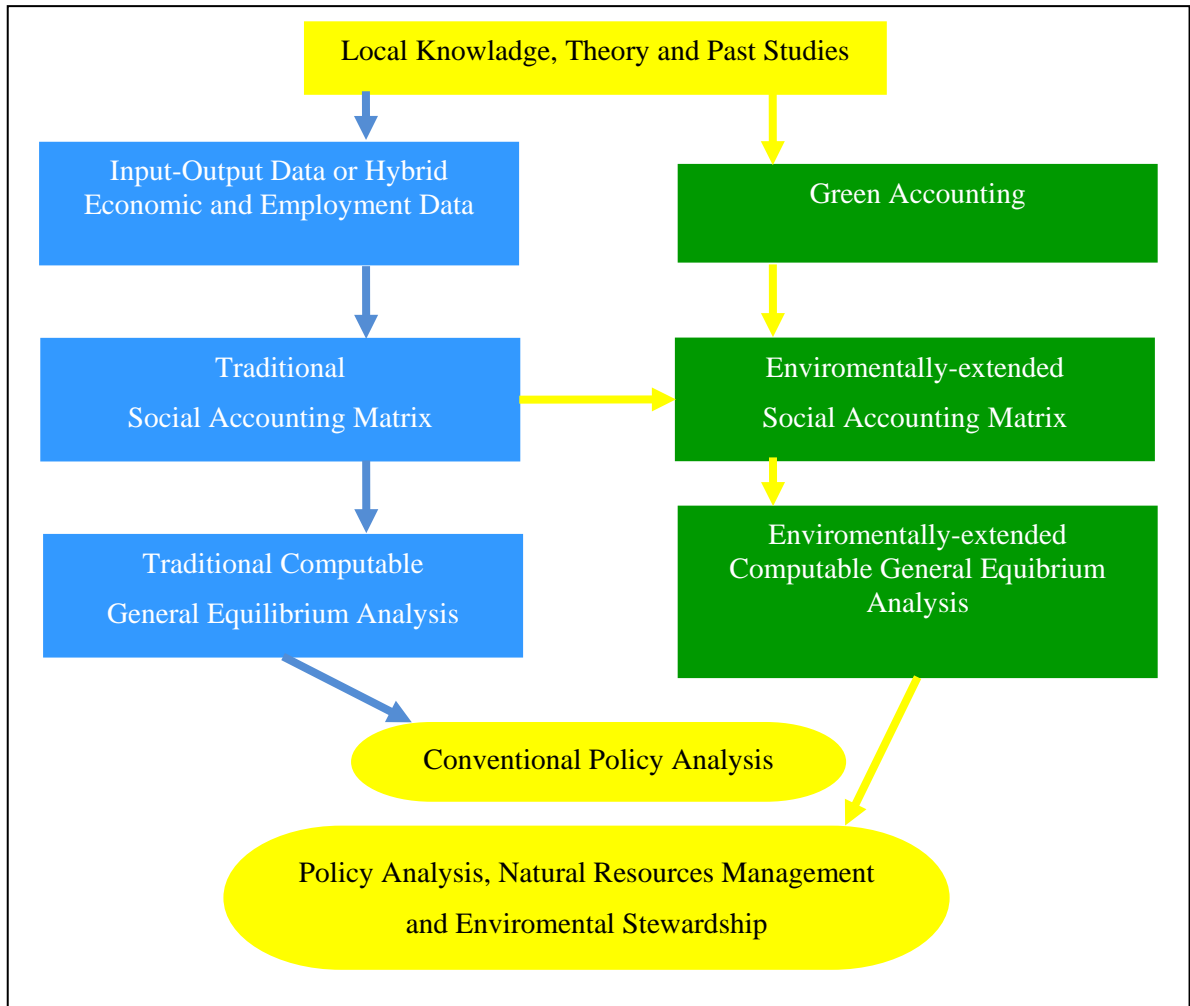 Local Knowladge, Theory and Past Studies
Input-Output Data or Hybrid
Economic and Employment Data
Green Accounting
Traditional
Social Accounting Matrix
Enviromentally-extended
Social Accounting Matrix
Traditional Computable
General Equilibrium Analysis
Enviromentally-extended
Computable General Equibrium
Analysis
Conventional Policy Analysis
Policy Analysis, Natural Resources Management
and Enviromental Stewardship